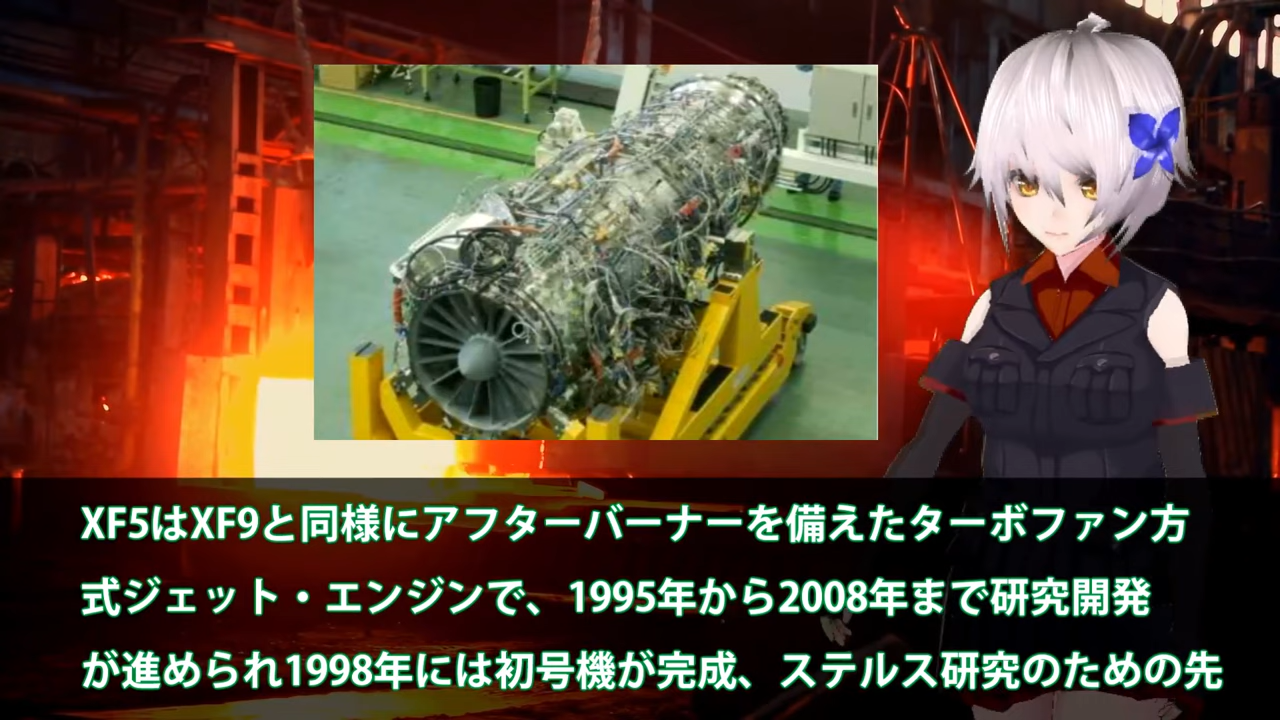 XF5はXF9と同様にアフターバーナーを備えたターボファン方
式ジェット・エンジンで、1995年から2008年まで研究開発
が進められ1998年には初号機が完成、ステルス研究のための先